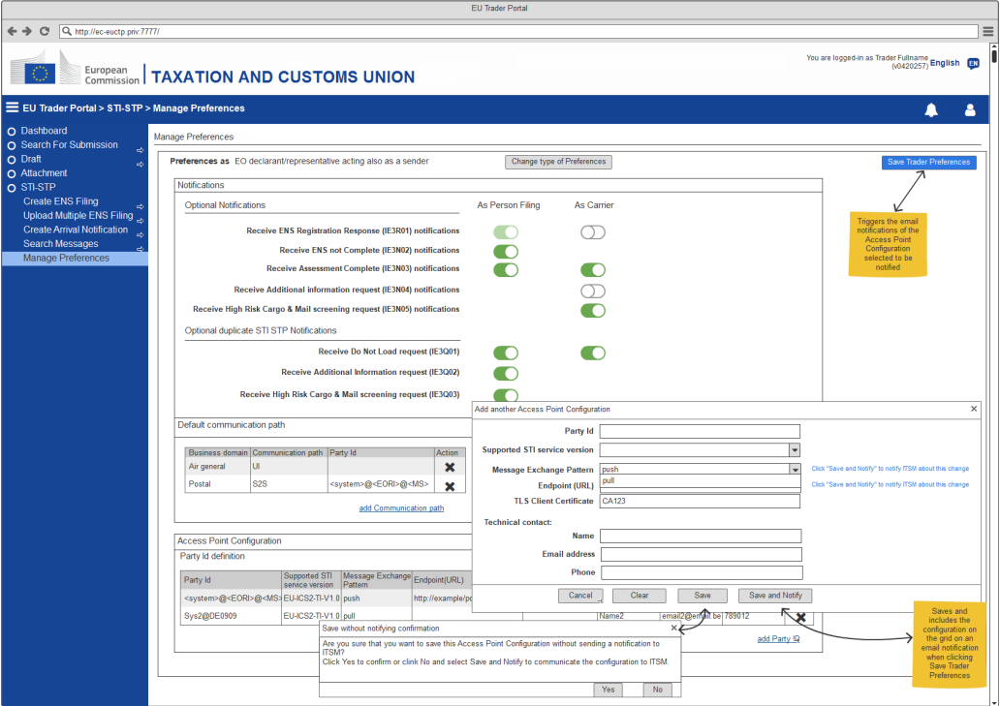 EU Trader Portal
http://ec-euctp.priv:7777/
European
Commission
TAXATION AND CUSTOMS UNION
You are logged-in as Trader Fullname
(v0420257)
English
EN
EU Trader Portal > STI-STP > Manage Preferences
Dashboard
Search For Submission
Draft
Attachment
STI-STP
Create ENS Filing
Upload Multiple ENS Filing
Create Arrival Notification
Search Messages
Manage Preferences
Manage Preferences
Preferences as EO declarant/representative acting also as a sender
Change type of Preferences
Save Trader Preferences
Notifications
Optional Notifications As Person Filing As Carrier
Receive ENS Registration Response (IE3R01) notifications
Receive ENS not Complete (IE3N02) notifications
Receive Assessment Complete (IE3N03) notifications
Receive Additional information request (IE3N04) notifications
Receive High Risk Cargo & Mail screening request (IE3N05) notifications
Optional duplicate STI STP Notifications
Receive Do Not Load request (IE3Q01)
Receive Additional Information request (IE3Q02)
Receive High Risk Cargo & Mail screening request (IE3Q03)
Triggers the email
notifications of the
Access Point
Configuration
selected to be
notified
Default communication path
Business domain Communication path Party Id Action
Air general UI
Postal S2S <system>@<EORI>@<MS>
add Communication path
Add another Access Point Configuration
Party Id
Supported STI service version
Message Exchange Pattern push
pull
Click "Save and Notify" to notify ITSM about this change
Endpoint (URL)
Click "Save and Notify" to notify ITSM about this change
TLS Client Certificate CA123
Technical contact:
Name
Email address
Phone
Cancel Clear Save Save and Notify
Access Point Configuration
Party Id definition
Party Id Supported STI service version Message Exchange Pattern Endpoint(URL)
<system>@<EORI>@<MS> EU-ICS2-TI-V1.0 push http://example/po
Sys2@DE0909 EU-ICS2-TI-V1.0 pull Name2 email2@email.be 789012
add Party ID
Save without notifying confirmation
Are you sure that you want to save this Access Point Configuration without sending a notification to
ITSM?
Click Yes to confirm or clink No and select Save and Notify to communicate the configuration to ITSM.
Yes No
Saves and
includes the
configuration on
the grid on an
email notification
when clicking
Save Trader
Preferences